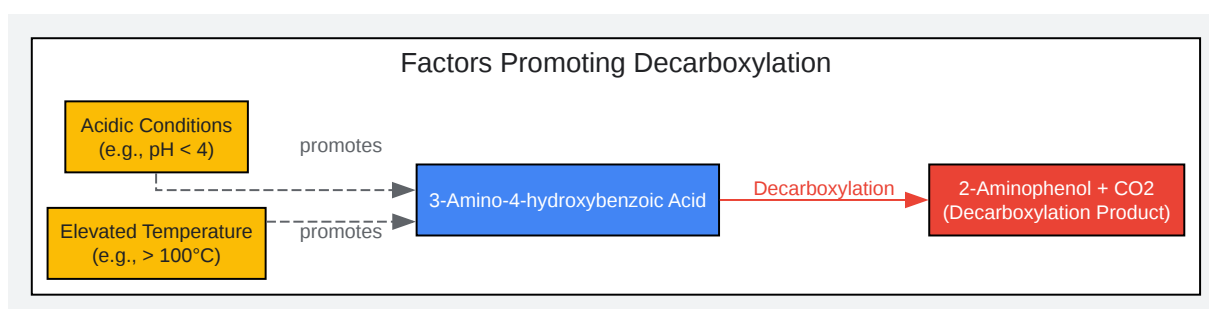 Factors Promoting Decarboxylation
Acidic Conditions
(e.g., pH < 4)
promotes
3-Amino-4-hydroxybenzoic Acid
Decarboxylation
2-Aminophenol + CO2
(Decarboxylation Product)
Elevated Temperature
(e.g., > 100°C)
promotes